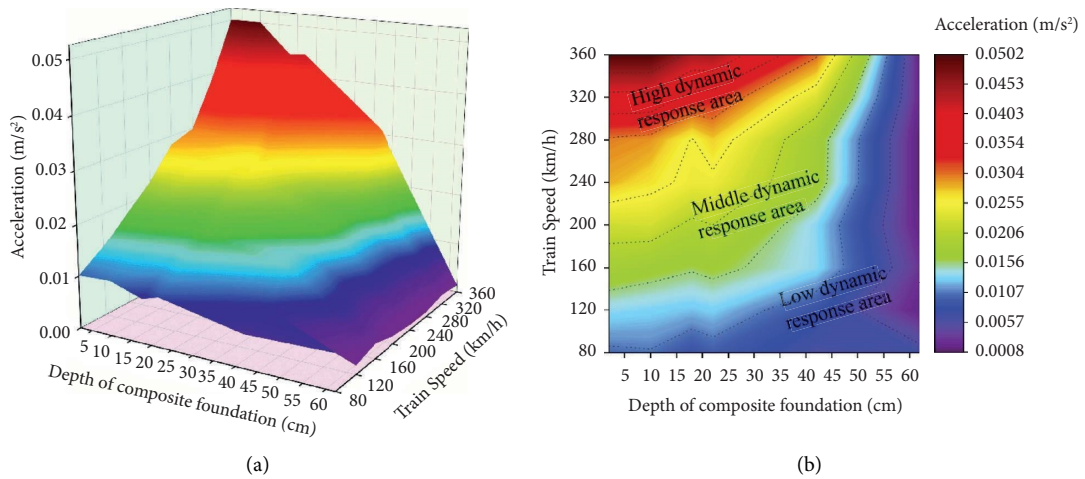 (a)
Acceleration (m/s²)
0.05
0.04
0.03
0.02
0.01
0.00
5 10 15 20 25 30 35 40 45 50 55 60
Depth of composite foundation (cm)
80 120 160 200 240 280 320 360
Train Speed (km/h)
(a)
Train Speed (km/h)
360
320
280
240
200
160
120
80
High dynamic
response area
Middle dynamic
response area
Low dynamic
response area
5 10 15 20 25 30 35 40 45 50 55 60
Depth of composite foundation (cm)
Acceleration (m/s²)
0.0502
0.0453
0.0403
0.0354
0.0304
0.0255
0.0206
0.0156
0.0107
0.0057
0.0008
(b)